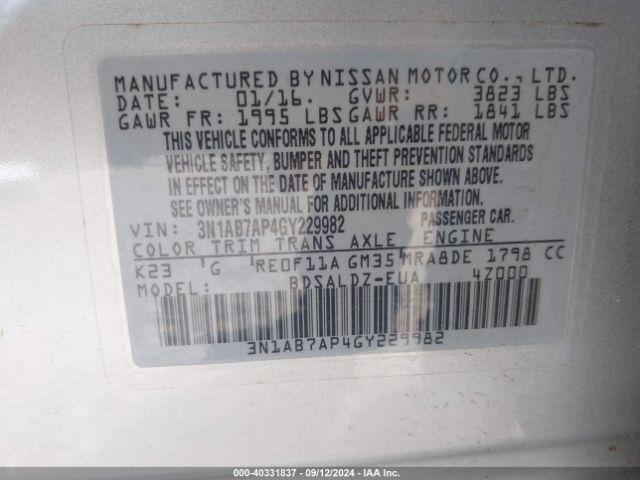 MANUFACTURED BY NISSAN MOTOR CO., LTD.
DATE: 01/16. GVWR: 3823 LBS
GAWR FR: 1995 LBS GAWR RR: 1841 LBS
THIS VEHICLE CONFORMS TO ALL APPLICABLE FEDERAL MOTOR
VEHICLE SAFETY, BUMPER AND THEFT PREVENTION STANDARDS
IN EFFECT ON THE DATE OF MANUFACTURE SHOWN ABOVE.
SEE OWNER'S MANUAL FOR ADDITIONAL INFORMATION.
VIN: 3N1AB7AP4GY229982 PASSENGER CAR.
COLOR TRIM TRANS AXLE ENGINE
K23 G RE0F11A GM35 MRA8DE 1798 CC
MODEL: BDSALDZ-EUA 4Z000
3N1AB7AP4GY229982
000-40331837 - 09/12/2024 - IAA Inc.